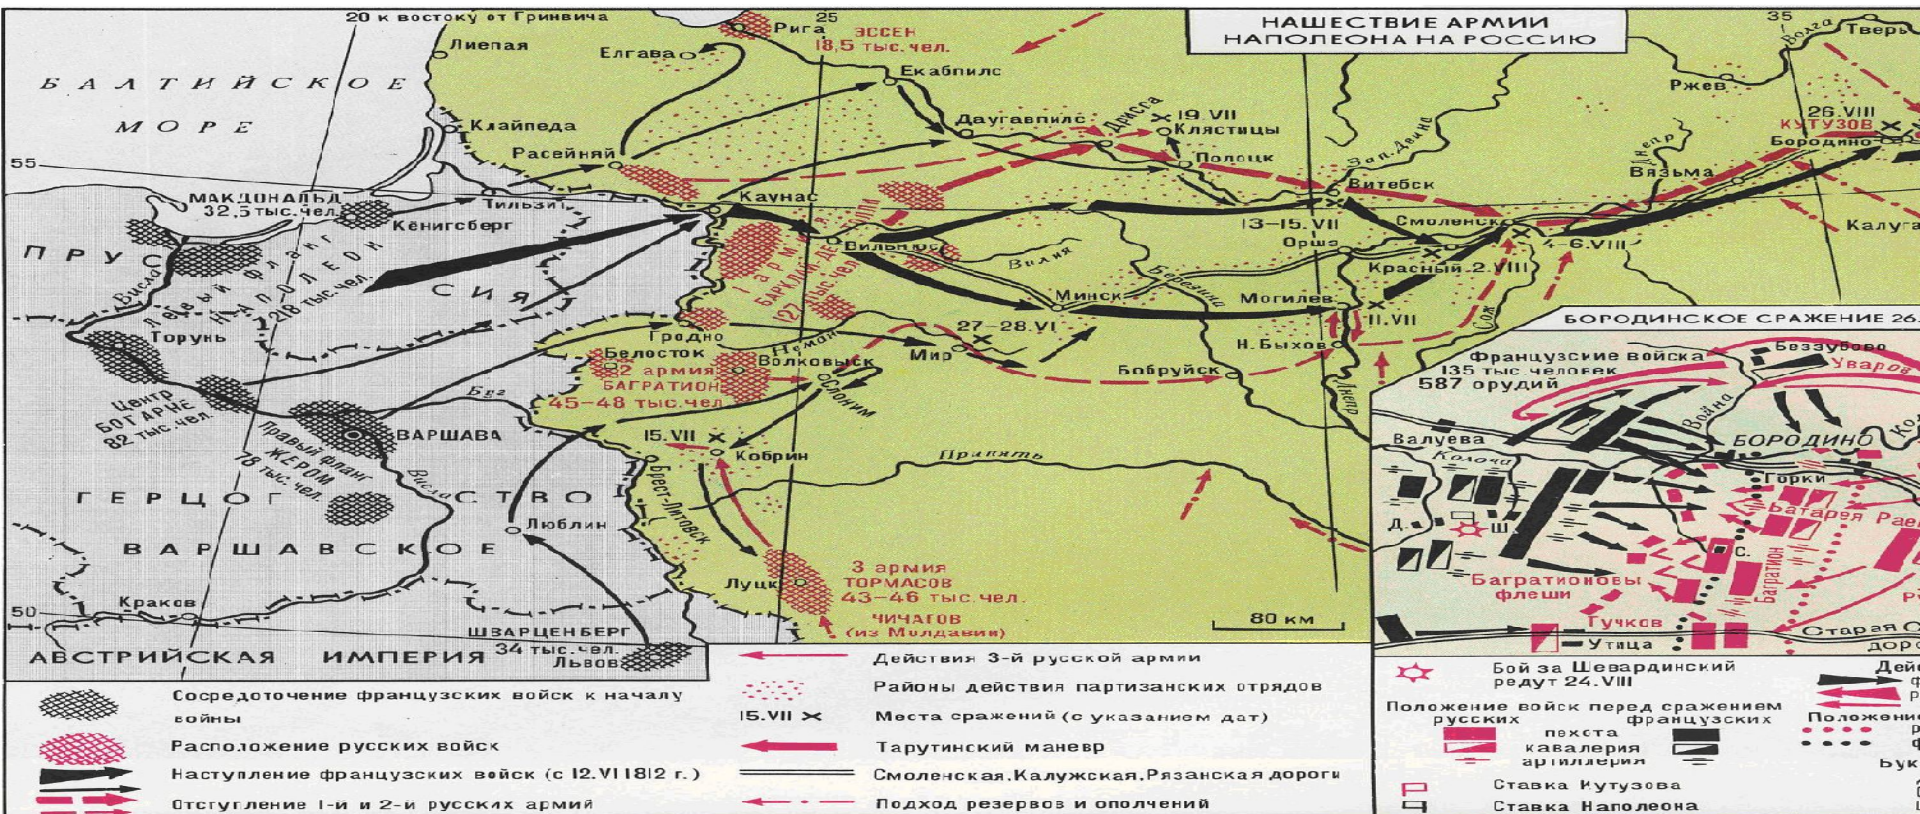 НАШЕСТВИЕ АРМИИ
НАПОЛЕОНА НА РОССИЮ
20 к востоку от Гринвича
25
35
Лиепая
Елгава
Рига
ЭССЕН
18,5 тыс. чел.
Волга
Тверь
БАЛТИЙСКОЕ
МОРЕ
Екабпилс
Ржев
Клайпеда
Даугавпилс
Дрисса
19.VII
Клястицы
Зап. Двина
Днепр
26.VIII
КУТУЗОВ
Бородино
55
Расейняй
Полоцк
Вязьма
МАКДОНАЛЬД
32,5 тыс. чел.
Тильзит
Каунас
Витебск
Кёнигсберг
13-15.VII
Смоленск
Калуга
ПРУС
СИЯ
Висла
левый фланг
НАПОЛЕОН
218 тыс. чел.
1 армия
БАРКЛАЙ-ДЕ-ТОЛЛИ
127 тыс. чел.
Вильнюс
Вилия
Орша
4-6.VIII
Красный 2.VIII
Березина
Минск
Могилев
11.VII
Сож
Торунь
Гродно
Неман
27-28.VI
Мир
Н. Быхов
Белосток
2 армия
БАГРАТИОН
45-48 тыс. чел
Волковыск
Слоним
Бобруйск
Днепр
Центр
БОГАРНЕ
82 тыс. чел.
Буг
ВАРШАВА
Правый фланг
ЖЕРОМ
78 тыс. чел.
Висла
15.VII
Кобрин
Припять
Брест-Литовск
ГЕРЦОГ
СТВО
ВАРШАВСКОЕ
Люблин
Луцк
3 армия
ТОРМАСОВ
43-46 тыс. чел.
ЧИЧАГОВ
(из Молдавии)
80 км
50
Краков
ШВАРЦЕНБЕРГ
34 тыс. чел.
Львов
АВСТРИЙСКАЯ ИМПЕРИЯ
БОРОДИНСКОЕ СРАЖЕНИЕ 26.
Французские войска
135 тыс человек
587 орудий
Беззубово
Уваров
Война
Валуева
Колоча
БОРОДИНО
Горки
Батарея Рае
Д.
Ш.
С.
Багратион
Багратионовы
флеши
Гучков
Утица
Старая С
доро
Сосредоточение французских войск к началу
войны
Расположение русских войск
Наступление французских войск (с 12.VI 1812 г.)
Отступление 1-й и 2-й русских армий
Действия 3-й русской армии
Районы действия партизанских отрядов
15.VII Места сражений (с указанием дат)
Тарутинский маневр
Смоленская, Калужская, Рязанская дороги
Подход резервов и ополчений
Бой за Шевардинский
редут 24.VIII
Положение войск перед сражением
русских французских
пехота
кавалерия
артиллерия
Ставка Кутузова
Ставка Наполеона
Дейс
Положение
Бук